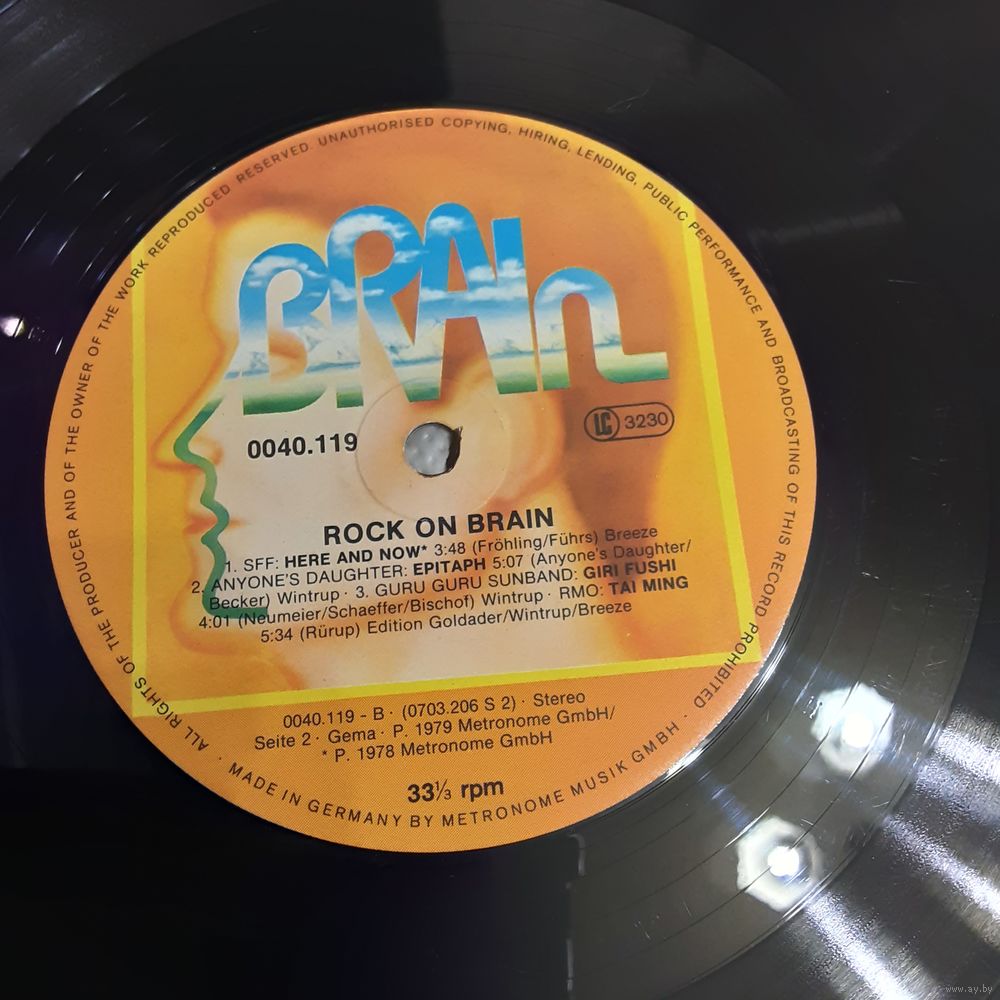 ALL RIGHTS OF THE PRODUCER AND OF THE OWNER OF THE WORK REPRODUCED RESERVED. UNAUTHORISED COPYING, HIRING, LENDING, PUBLIC PERFORMANCE AND BROADCASTING OF THIS RECORD PROHIBITED
BRAIn
0040.119
LC 3230
ROCK ON BRAIN
1. SFF: HERE AND NOW* 3:48 (Fröhling/Führs) Breeze
2. ANYONE'S DAUGHTER: EPITAPH 5:07 (Anyone's Daughter/
Becker) Wintrup · 3. GURU GURU SUNBAND: GIRI FUSHI
4:01 (Neumeier/Schaeffer/Bischof) Wintrup · RMO: TAI MING
5:34 (Rürup) Edition Goldader/Wintrup/Breeze
0040.119 - B · (0703.206 S 2) · Stereo
Seite 2 · Gema · P. 1979 Metronome GmbH/
* P. 1978 Metronome GmbH
33⅓ rpm
· MADE IN GERMANY BY METRONOME MUSIK GMBH ·
www.ay.by